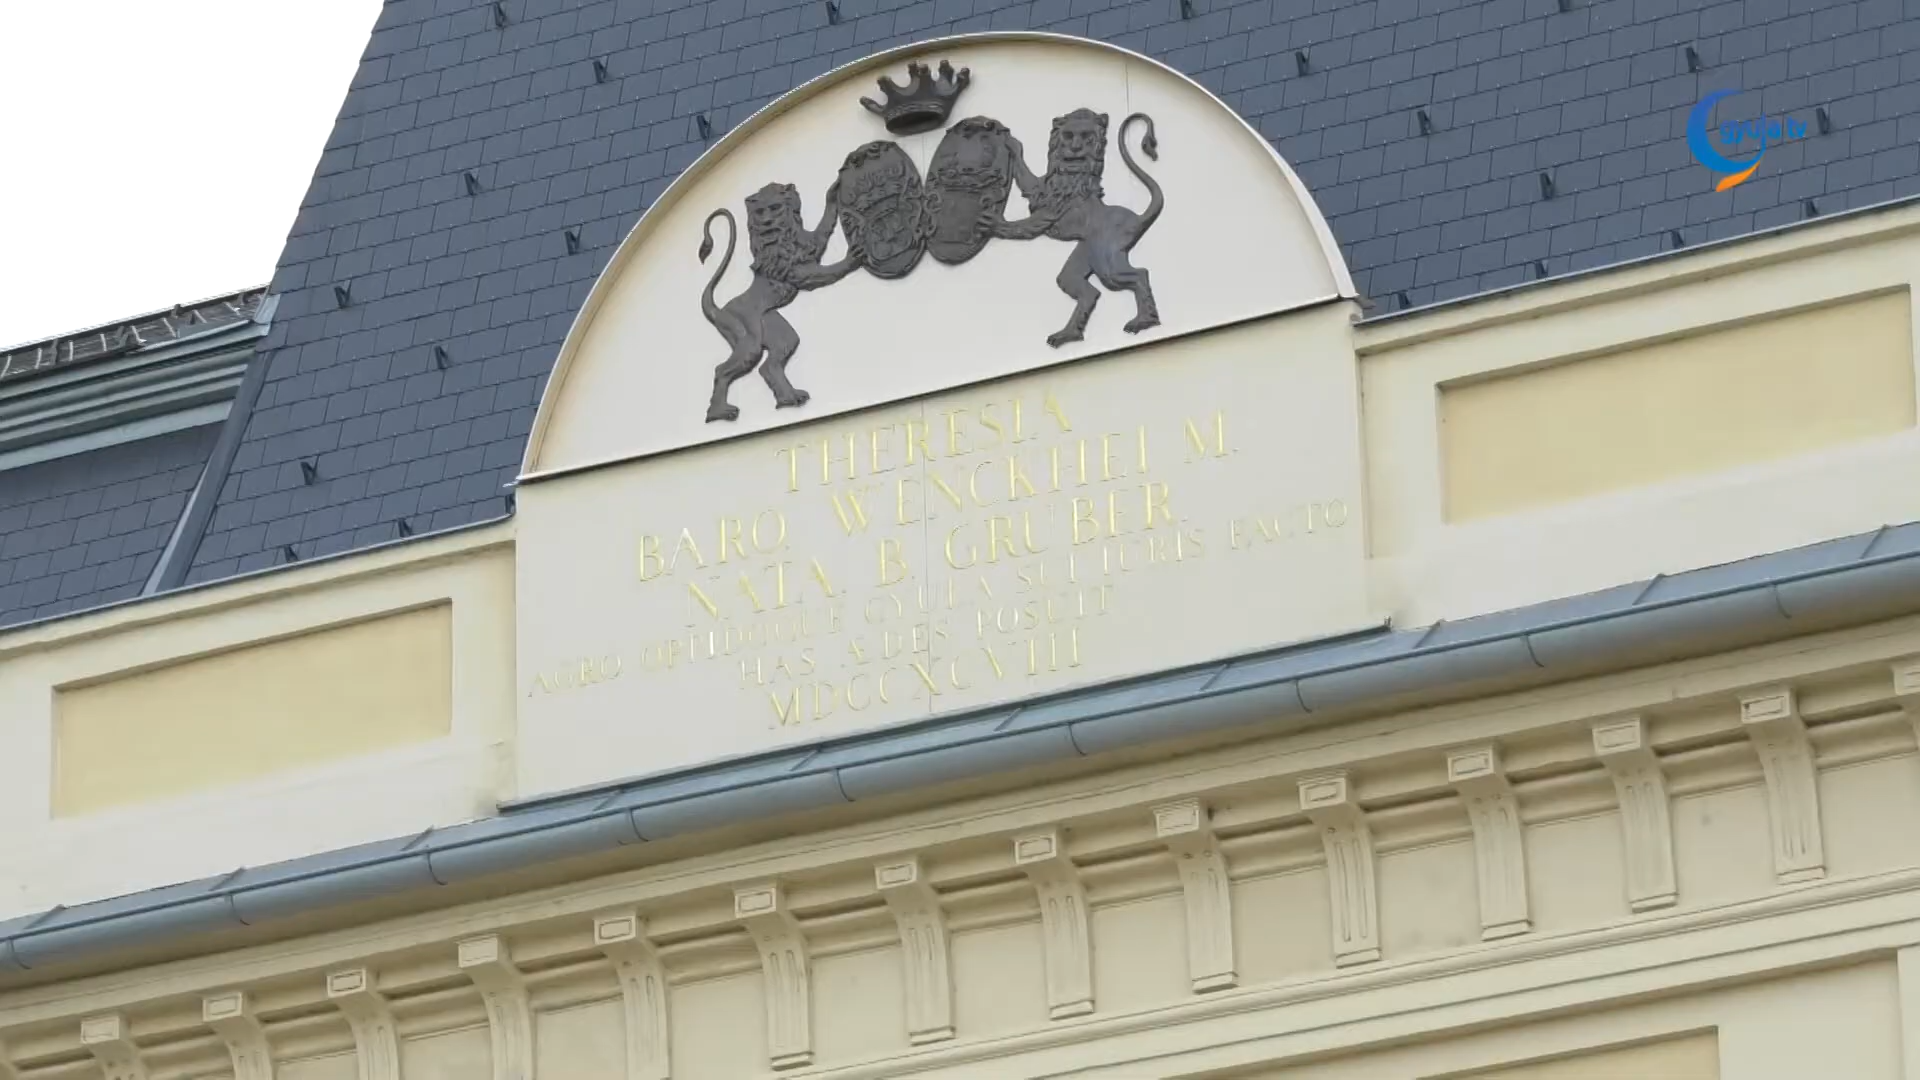 THERESIA
BARO. WENCKHEIM.
NATA. B. GRUBER.
AGRO OPPIDOQUE GYULA SUI IURIS FACTO
HAS ÆDES POSUIT
MDCCXCVIII
gyula tv